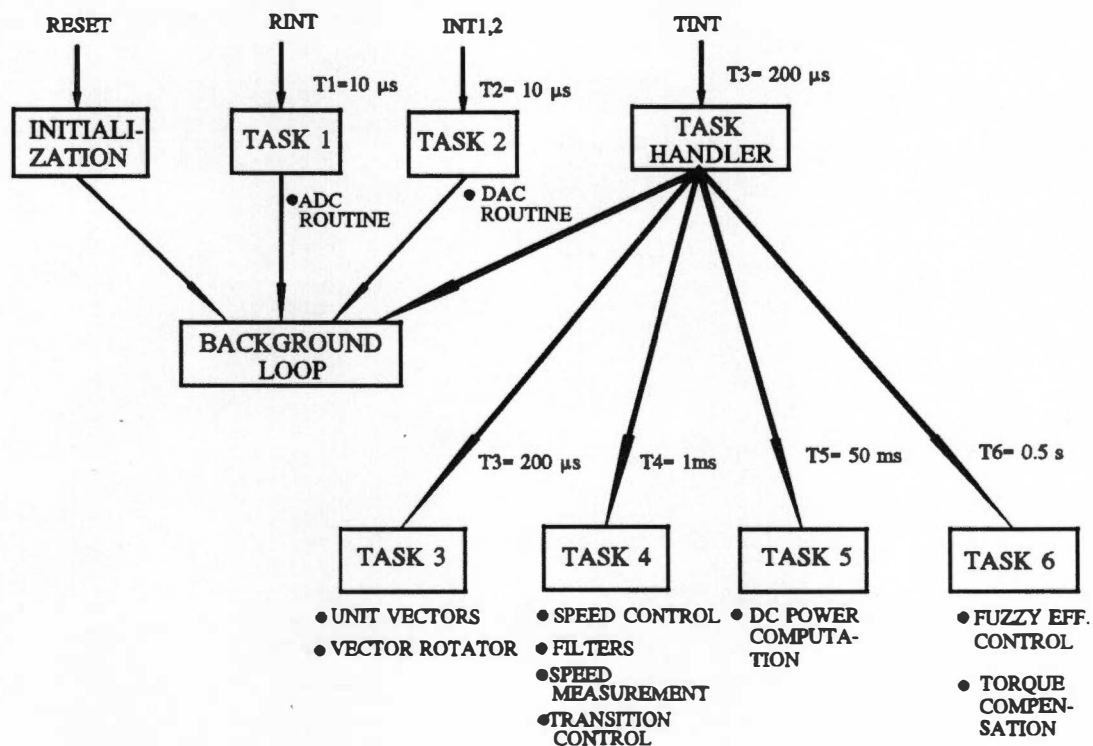 RESET
RINT
INT1,2
TINT
T1=10 µs
T2= 10 µs
T3= 200 µs
INITIALI-
ZATION
TASK 1
TASK 2
TASK
HANDLER
●ADC
ROUTINE
● DAC
ROUTINE
BACKGROUND
LOOP
T3= 200 µs
T4= 1ms
T5= 50 ms
T6= 0.5 s
TASK 3
TASK 4
TASK 5
TASK 6
●UNIT VECTORS
●VECTOR ROTATOR
●SPEED CONTROL
●FILTERS
●SPEED
MEASUREMENT
●TRANSITION
CONTROL
●DC POWER
COMPUTA-
TION
●FUZZY EFF.
CONTROL
● TORQUE
COMPEN-
SATION